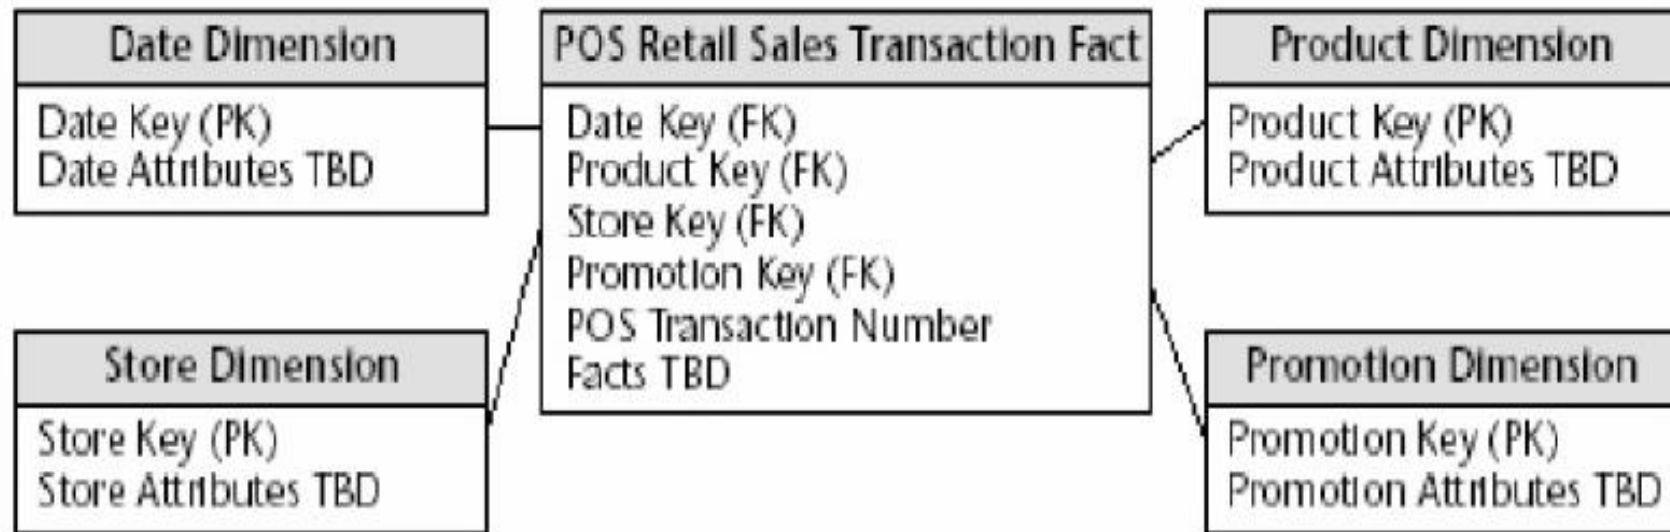 Date Dimension
Date Key (PK)
Date Attributes TBD
POS Retail Sales Transaction Fact
Date Key (FK)
Product Key (FK)
Store Key (FK)
Promotion Key (FK)
POS Transaction Number
Facts TBD
Product Dimension
Product Key (PK)
Product Attributes TBD
Store Dimension
Store Key (PK)
Store Attributes TBD
Promotion Dimension
Promotion Key (PK)
Promotion Attributes TBD